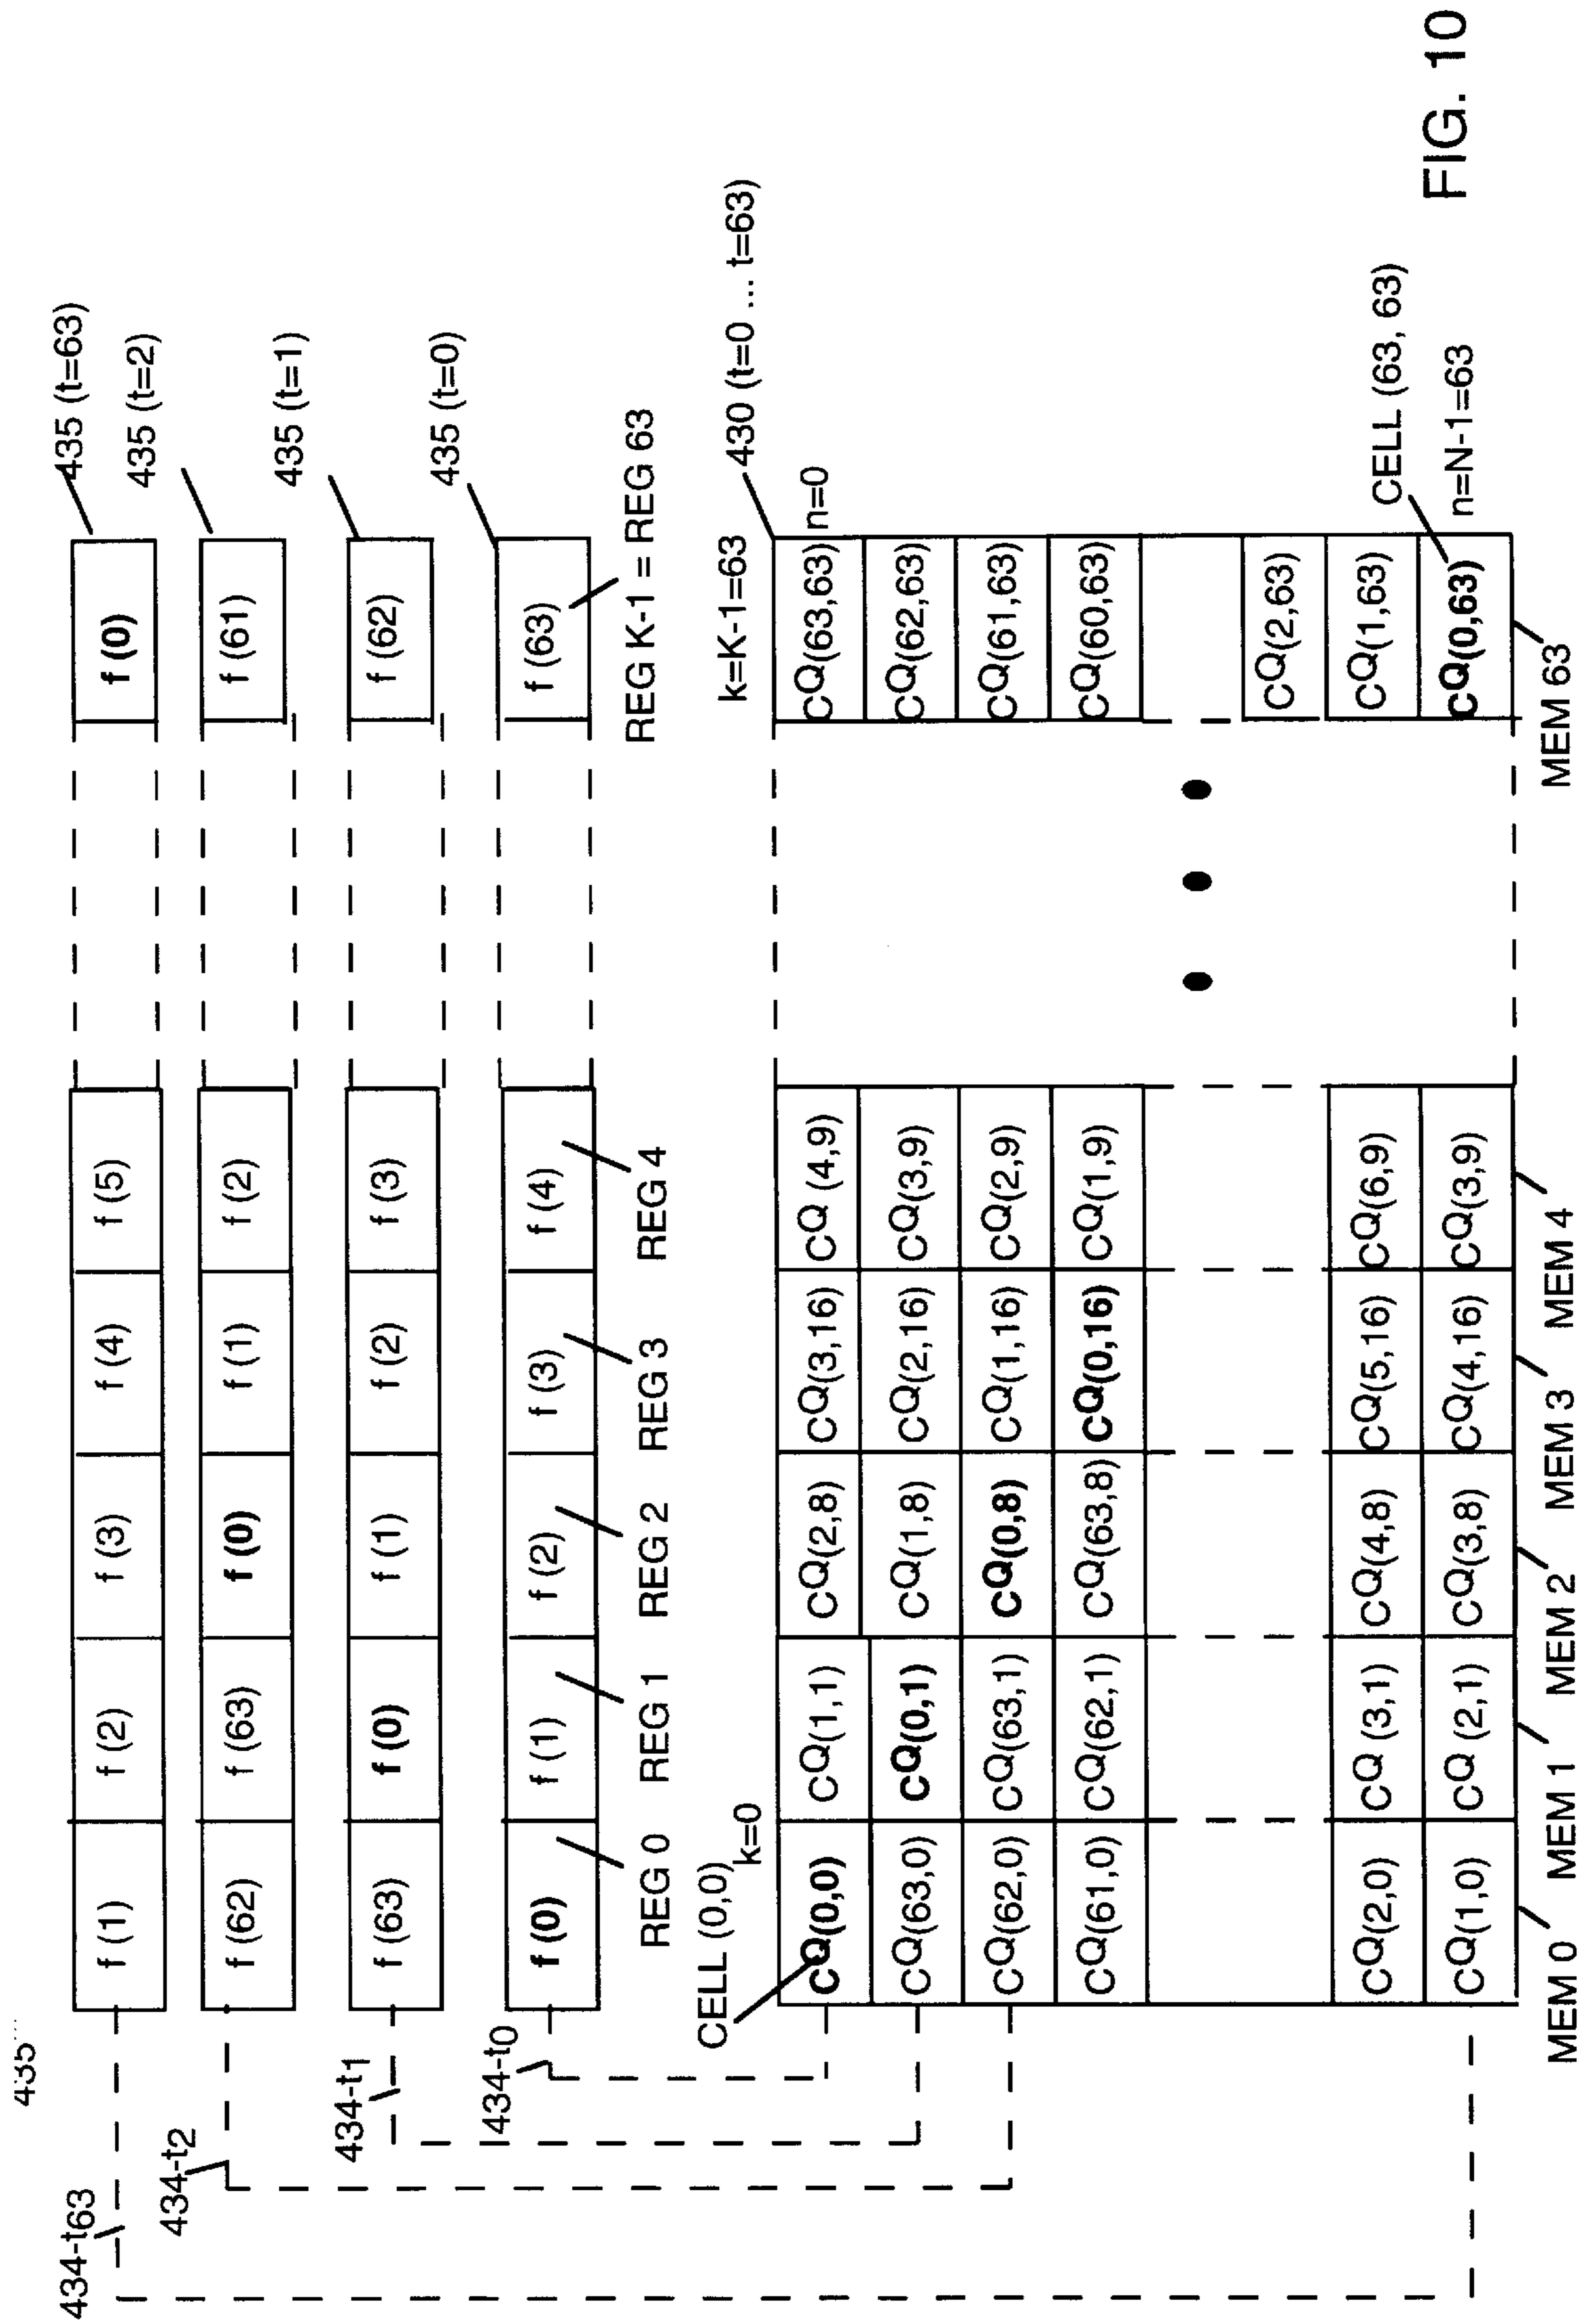 435
434-t63
f (1) f (2) f (3) f (4) f (5) f (0) 435 (t=63)
434-t2
f (62) f (63) f (0) f (1) f (2) f (61) 435 (t=2)
434-t1
f (63) f (0) f (1) f (2) f (3) f (62) 435 (t=1)
434-t0
f (0) f (1) f (2) f (3) f (4) f (63) 435 (t=0)
REG 0 REG 1 REG 2 REG 3 REG 4 REG K-1 = REG 63
CELL (0,0) k=0 k=K-1=63 430 (t=0 ... t=63)
CQ(0,0) CQ(1,1) CQ(2,8) CQ(3,16) CQ (4,9) CQ(63,63) n=0
CQ(63,0) CQ(0,1) CQ(1,8) CQ(2,16) CQ(3,9) CQ(62,63)
CQ(62,0) CQ(63,1) CQ(0,8) CQ(1,16) CQ(2,9) CQ(61,63)
CQ(61,0) CQ(62,1) CQ(63,8) CQ(0,16) CQ(1,9) CQ(60,63)
CQ(2,63)
CQ(2,0) CQ (3,1) CQ(4,8) CQ(5,16) CQ(6,9) CQ(1,63) CELL (63, 63)
CQ(1,0) CQ (2,1) CQ(3,8) CQ(4,16) CQ(3,9) CQ(0,63) n=N-1=63
MEM 0 MEM 1 MEM 2 MEM 3 MEM 4 MEM 63
FIG. 10